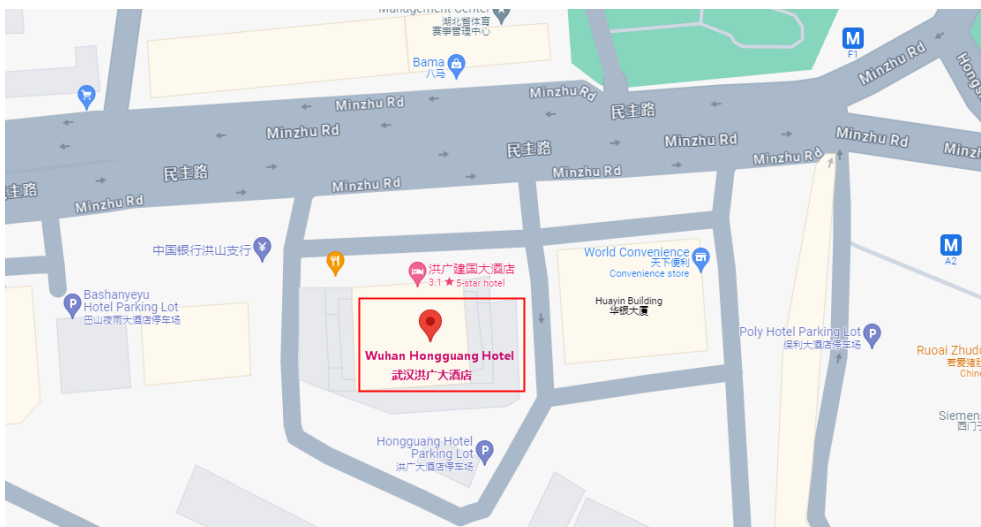 Management Center
湖北省体育
赛事管理中心
Bama
八马
M
F1
Minzhu Rd
Hongs
Minzhu Rd
Minzhu Rd
民主路
Minzhu Rd
Minzhu Rd
Minzhu Rd
Minzh
民主路
Minzhu Rd
民主路
Minzhu Rd
Minzhu Rd
民主路
Minzhu Rd
中国银行洪山支行
World Convenience
天下便利
Convenience store
M
A2
洪广建国大酒店
3.1 ★ 5-star hotel
Bashanyeyu
Hotel Parking Lot
巴山夜雨大酒店停车场
P
Huayin Building
华银大厦
Wuhan Hongguang Hotel
武汉洪广大酒店
Poly Hotel Parking Lot
保利大酒店停车场
P
Ruoai Zhudu
若爱猪肚
Chine
Siemens
西门子
Hongguang Hotel
Parking Lot
洪广大酒店停车场
P